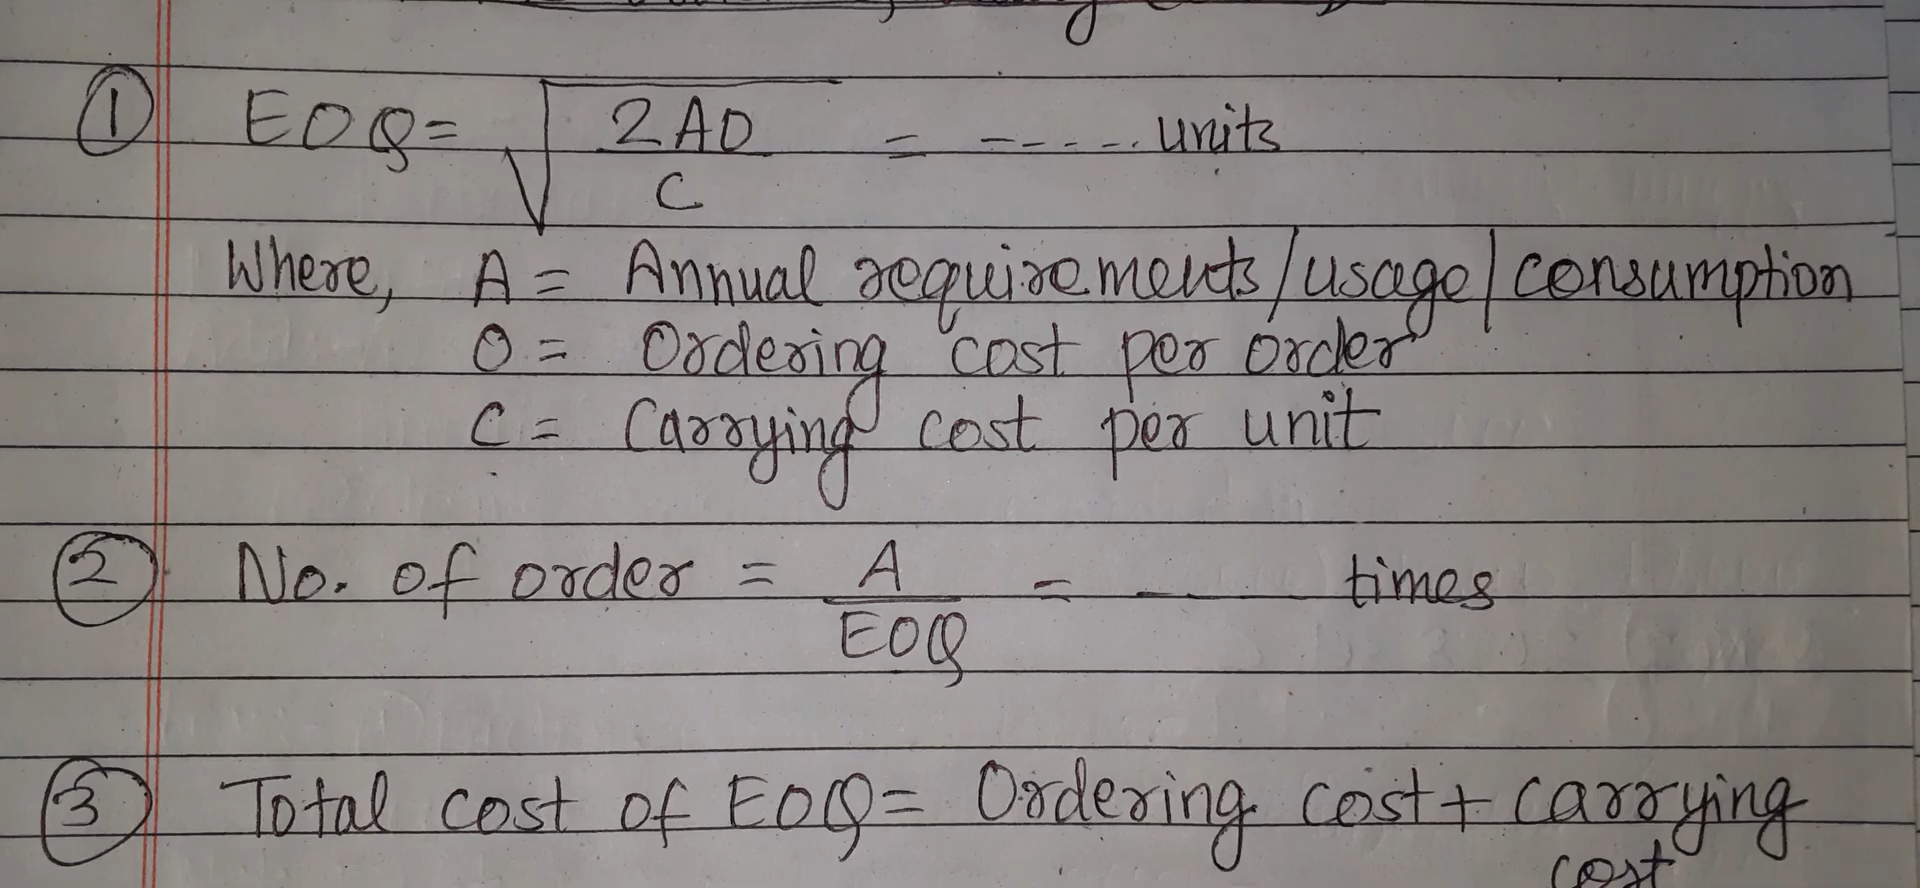 ① EOQ = √(2AO / C) = ----- units
Where, A = Annual requirements/usage/consumption
O = Ordering cost per order
C = Carrying cost per unit
② No. of order = A / EOQ = ---- times
③ Total cost of EOQ = Ordering cost + carrying
cost